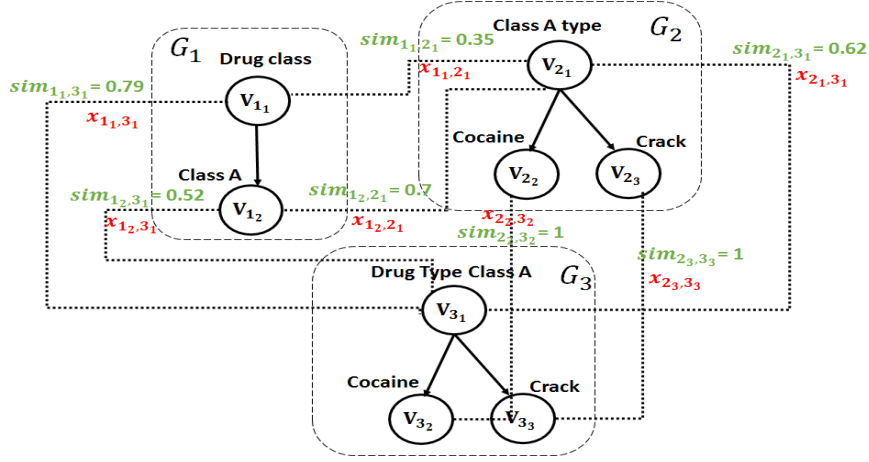 Class A type
G₁
Drug class
sim₁₁,₂₁ = 0.35
G₂
sim₂₁,₃₁ = 0.62
V₂₁
x₁₁,₂₁
x₂₁,₃₁
sim₁₁,₃₁ = 0.79
V₁₁
x₁₁,₃₁
Cocaine
Crack
Class A
V₂₂
V₂₃
sim₁₂,₃₁ = 0.52
sim₁₂,₂₁ = 0.7
V₁₂
x₁₂,₃₁
x₁₂,₂₁
x₂₂,₃₂
sim₂₂,₃₂ = 1
sim₂₃,₃₃ = 1
Drug Type Class A
G₃
x₂₃,₃₃
V₃₁
Cocaine
Crack
V₃₂
V₃₃